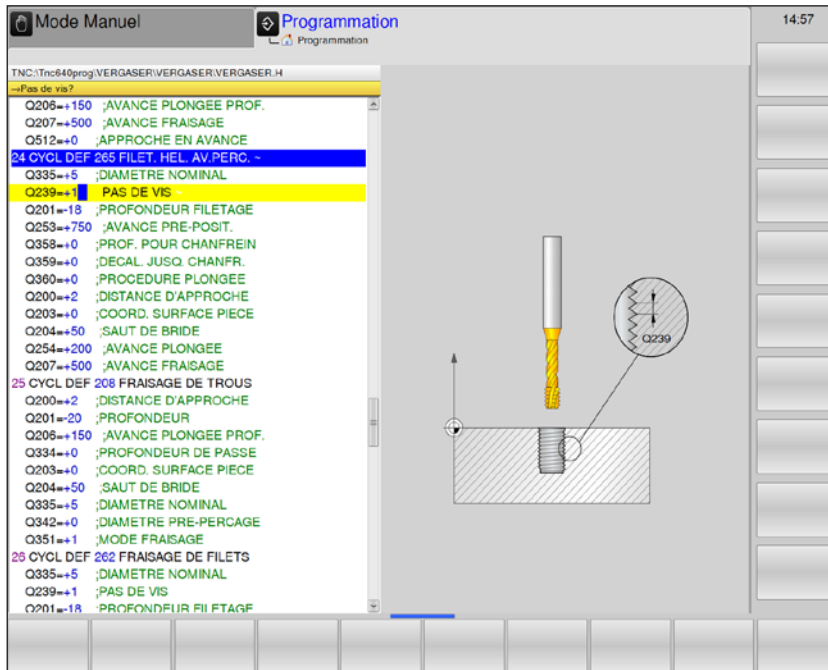 Mode Manuel
Programmation
Programmation
14:57
TNC:\Tnc640prog\VERGASER\VERGASER\VERGASER.H
→Pas de vis?
Q206=+150 ;AVANCE PLONGEE PROF.
Q207=+500 ;AVANCE FRAISAGE
Q512=+0 ;APPROCHE EN AVANCE
24 CYCL DEF 265 FILET. HEL. AV.PERC. ~
Q335=+5 ;DIAMETRE NOMINAL
Q239=+1 PAS DE VIS ~
Q201=-18 ;PROFONDEUR FILETAGE
Q253=+750 ;AVANCE PRE-POSIT.
Q358=+0 ;PROF. POUR CHANFREIN
Q359=+0 ;DECAL. JUSQ. CHANFR.
Q360=+0 ;PROCEDURE PLONGEE
Q200=+2 ;DISTANCE D'APPROCHE
Q203=+0 ;COORD. SURFACE PIECE
Q204=+50 ;SAUT DE BRIDE
Q254=+200 ;AVANCE PLONGEE
Q207=+500 ;AVANCE FRAISAGE
25 CYCL DEF 208 FRAISAGE DE TROUS
Q200=+2 ;DISTANCE D'APPROCHE
Q201=-20 ;PROFONDEUR
Q206=+150 ;AVANCE PLONGEE PROF.
Q334=+0 ;PROFONDEUR DE PASSE
Q203=+0 ;COORD. SURFACE PIECE
Q204=+50 ;SAUT DE BRIDE
Q335=+5 ;DIAMETRE NOMINAL
Q342=+0 ;DIAMETRE PRE-PERCAGE
Q351=+1 ;MODE FRAISAGE
26 CYCL DEF 262 FRAISAGE DE FILETS
Q335=+5 ;DIAMETRE NOMINAL
Q239=+1 ;PAS DE VIS
Q201=-18 ;PROFONDEUR FILETAGE
Q239